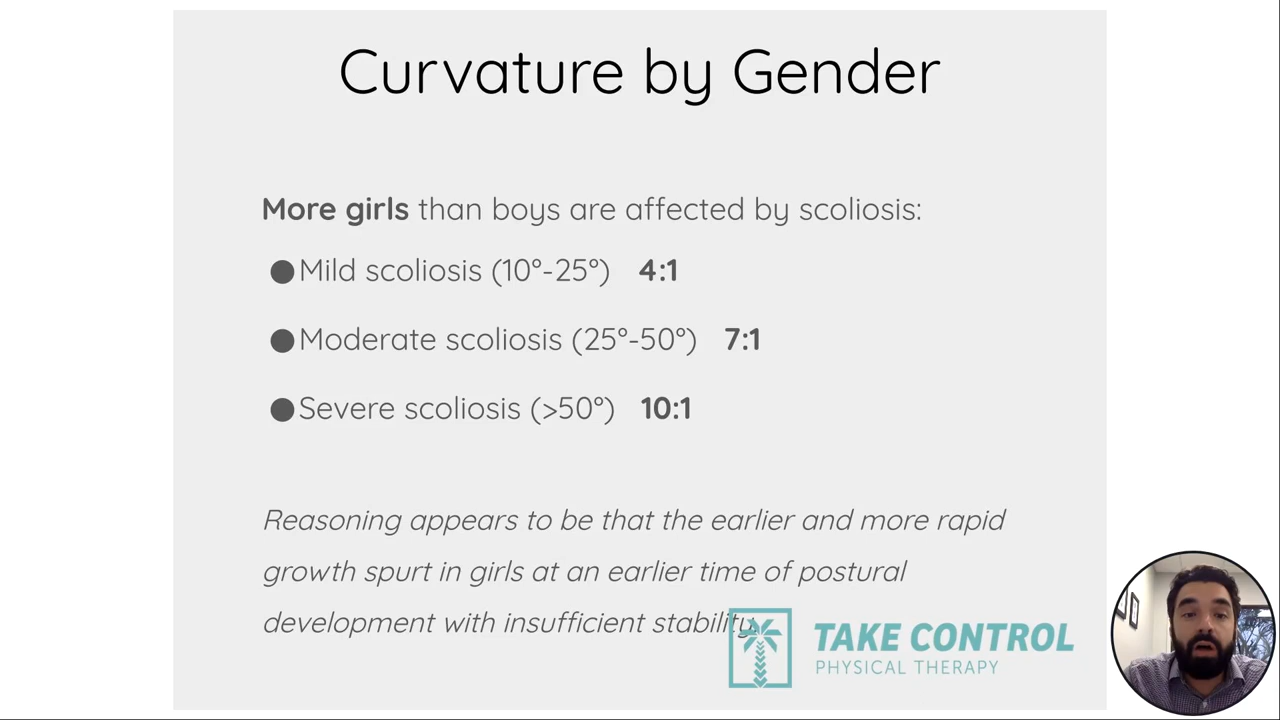 Curvature by Gender
More girls than boys are affected by scoliosis:
●Mild scoliosis (10°-25°) 4:1
●Moderate scoliosis (25°-50°) 7:1
●Severe scoliosis (>50°) 10:1
Reasoning appears to be that the earlier and more rapid
growth spurt in girls at an earlier time of postural
development with insufficient stability.
TAKE CONTROL
PHYSICAL THERAPY